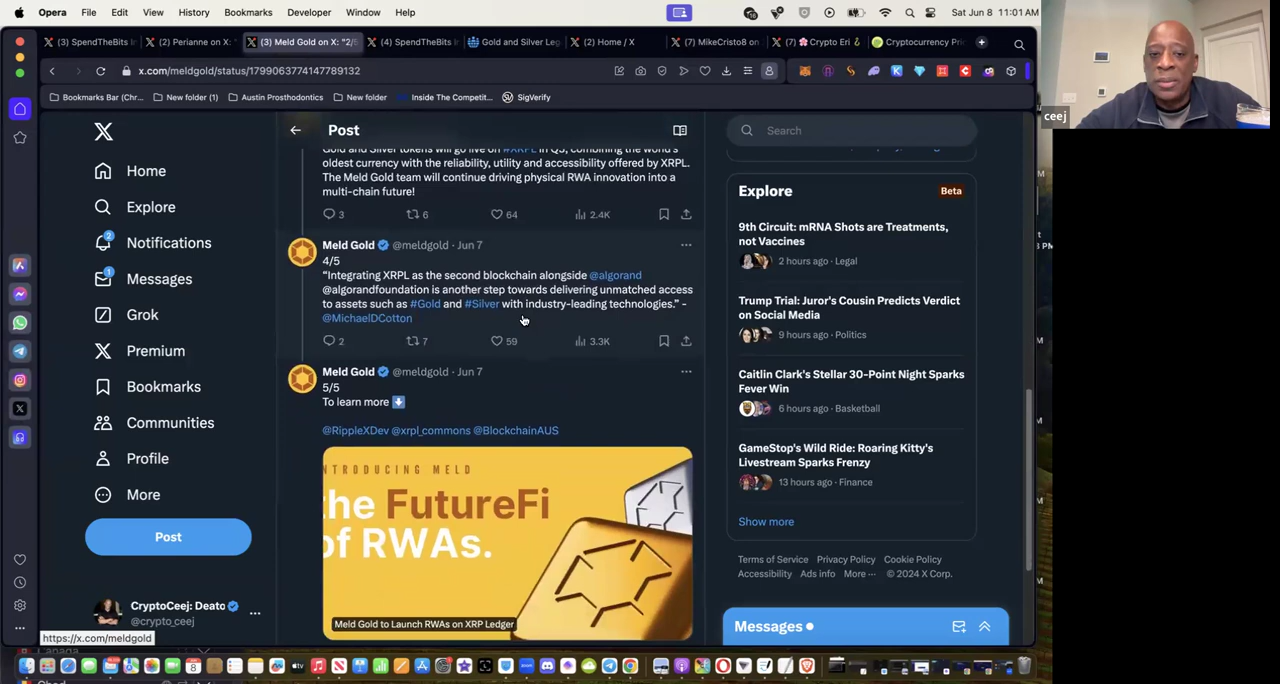 Opera File Edit View History Bookmarks Developer Window Help Sat Jun 8 11:01 AM
(3) SpendTheBits (2) Perianne on X: " (3) Meld Gold on X: "2/5 (4) SpendTheBits Gold and Silver Leg (2) Home / X (7) MikeCristo8 on (7) Crypto Eri Cryptocurrency Pri
x.com/meldgold/status/1799063774147789132
Bookmarks Bar (Chr... New folder (1) Austin Prosthodontics New folder Inside The Competit... SigVerify
ceej
X
Home
Explore
2
Notifications
1
Messages
Grok
Premium
Bookmarks
Communities
Profile
More
Post
CryptoCeej: Deato
@crypto_ceej
https://x.com/meldgold
Post
Gold and Silver tokens will go live on #XRPL in Q3, combining the world's
oldest currency with the reliability, utility and accessibility offered by XRPL.
The Meld Gold team will continue driving physical RWA innovation into a
multi-chain future!
3 6 64 2.4K
Meld Gold @meldgold · Jun 7
4/5
“Integrating XRPL as the second blockchain alongside @algorand
@algorandfoundation is another step towards delivering unmatched access
to assets such as #Gold and #Silver with industry-leading technologies.” -
@MichaelDCotton
2 7 59 3.3K
Meld Gold @meldgold · Jun 7
5/5
To learn more
@RippleXDev @xrpl_commons @BlockchainAUS
NTRODUCING MELD
the FutureFi
of RWAs.
Meld Gold to Launch RWAs on XRP Ledger
Search
Explore Beta
9th Circuit: mRNA Shots are Treatments,
not Vaccines
2 hours ago · Legal
Trump Trial: Juror's Cousin Predicts Verdict
on Social Media
9 hours ago · Politics
Caitlin Clark's Stellar 30-Point Night Sparks
Fever Win
6 hours ago · Basketball
GameStop's Wild Ride: Roaring Kitty's
Livestream Sparks Frenzy
13 hours ago · Finance
Show more
Terms of Service Privacy Policy Cookie Policy
Accessibility Ads info More ··· © 2024 X Corp.
Messages